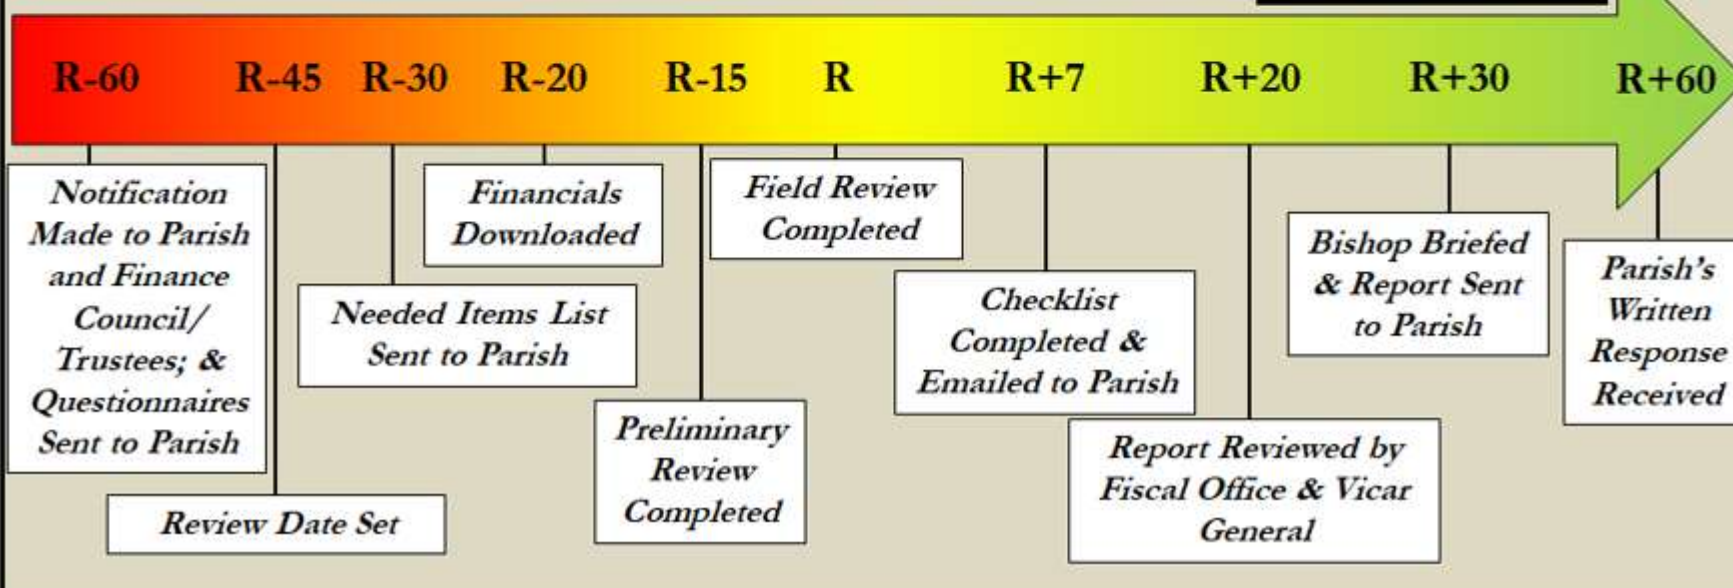 R-60 R-45 R-30 R-20 R-15 R R+7 R+20 R+30 R+60
Notification
Made to Parish
and Finance
Council/
Trustees; &
Questionnaires
Sent to Parish
Review Date Set
Needed Items List
Sent to Parish
Financials
Downloaded
Preliminary
Review
Completed
Field Review
Completed
Checklist
Completed &
Emailed to Parish
Report Reviewed by
Fiscal Office & Vicar
General
Bishop Briefed
& Report Sent
to Parish
Parish's
Written
Response
Received